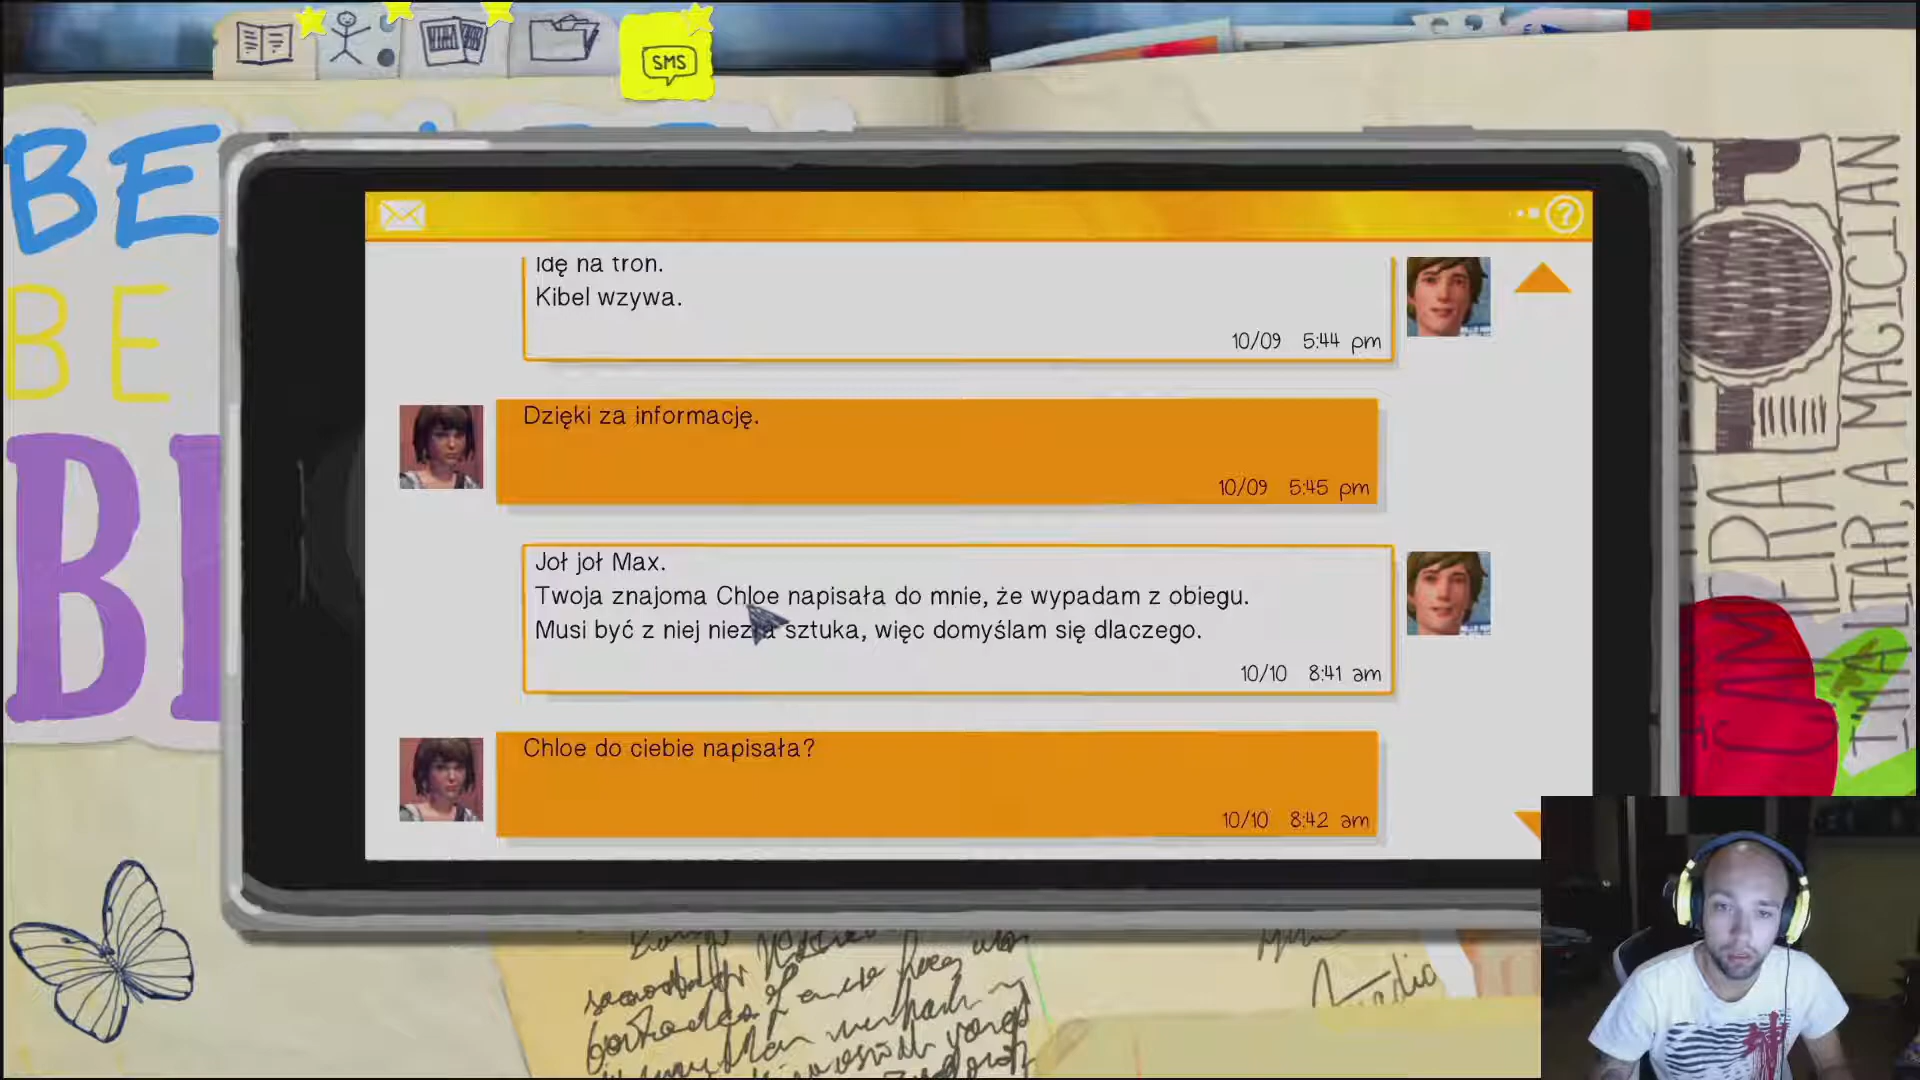 SMS
BE
BE
Idę na tron.
Kibel wzywa.
10/09 5:44 pm
Dzięki za informację.
10/09 5:45 pm
Joł joł Max.
Twoja znajoma Chloe napisała do mnie, że wypadam z obiegu.
Musi być z niej niezła sztuka, więc domyślam się dlaczego.
10/10 8:41 am
Chloe do ciebie napisała?
10/10 8:42 am
?
CAMERA
ALTAR, A MAGICIAN